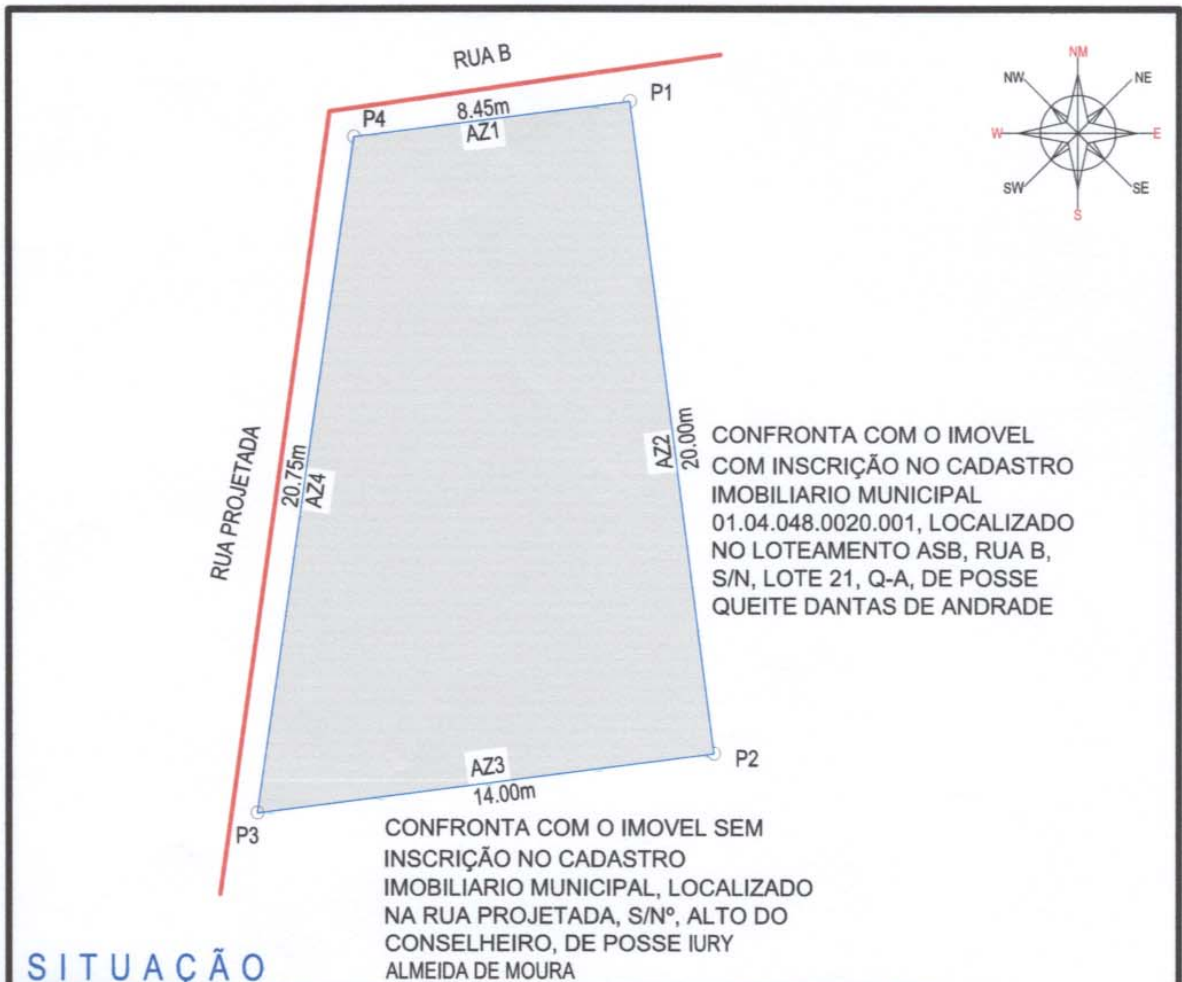 RUA B
NM
NW
NE
W
E
SW
SE
S
P4
8.45m
AZ1
P1
RUA PROJETADA
20.75m
AZ4
AZ2
20.00m
CONFRONTA COM O IMOVEL
COM INSCRIÇÃO NO CADASTRO
IMOBILIARIO MUNICIPAL
01.04.048.0020.001, LOCALIZADO
NO LOTEAMENTO ASB, RUA B,
S/N, LOTE 21, Q-A, DE POSSE
QUEITE DANTAS DE ANDRADE
P2
AZ3
14.00m
P3
CONFRONTA COM O IMOVEL SEM
INSCRIÇÃO NO CADASTRO
IMOBILIARIO MUNICIPAL, LOCALIZADO
NA RUA PROJETADA, S/Nº, ALTO DO
CONSELHEIRO, DE POSSE IURY
ALMEIDA DE MOURA
SITUAÇÃO